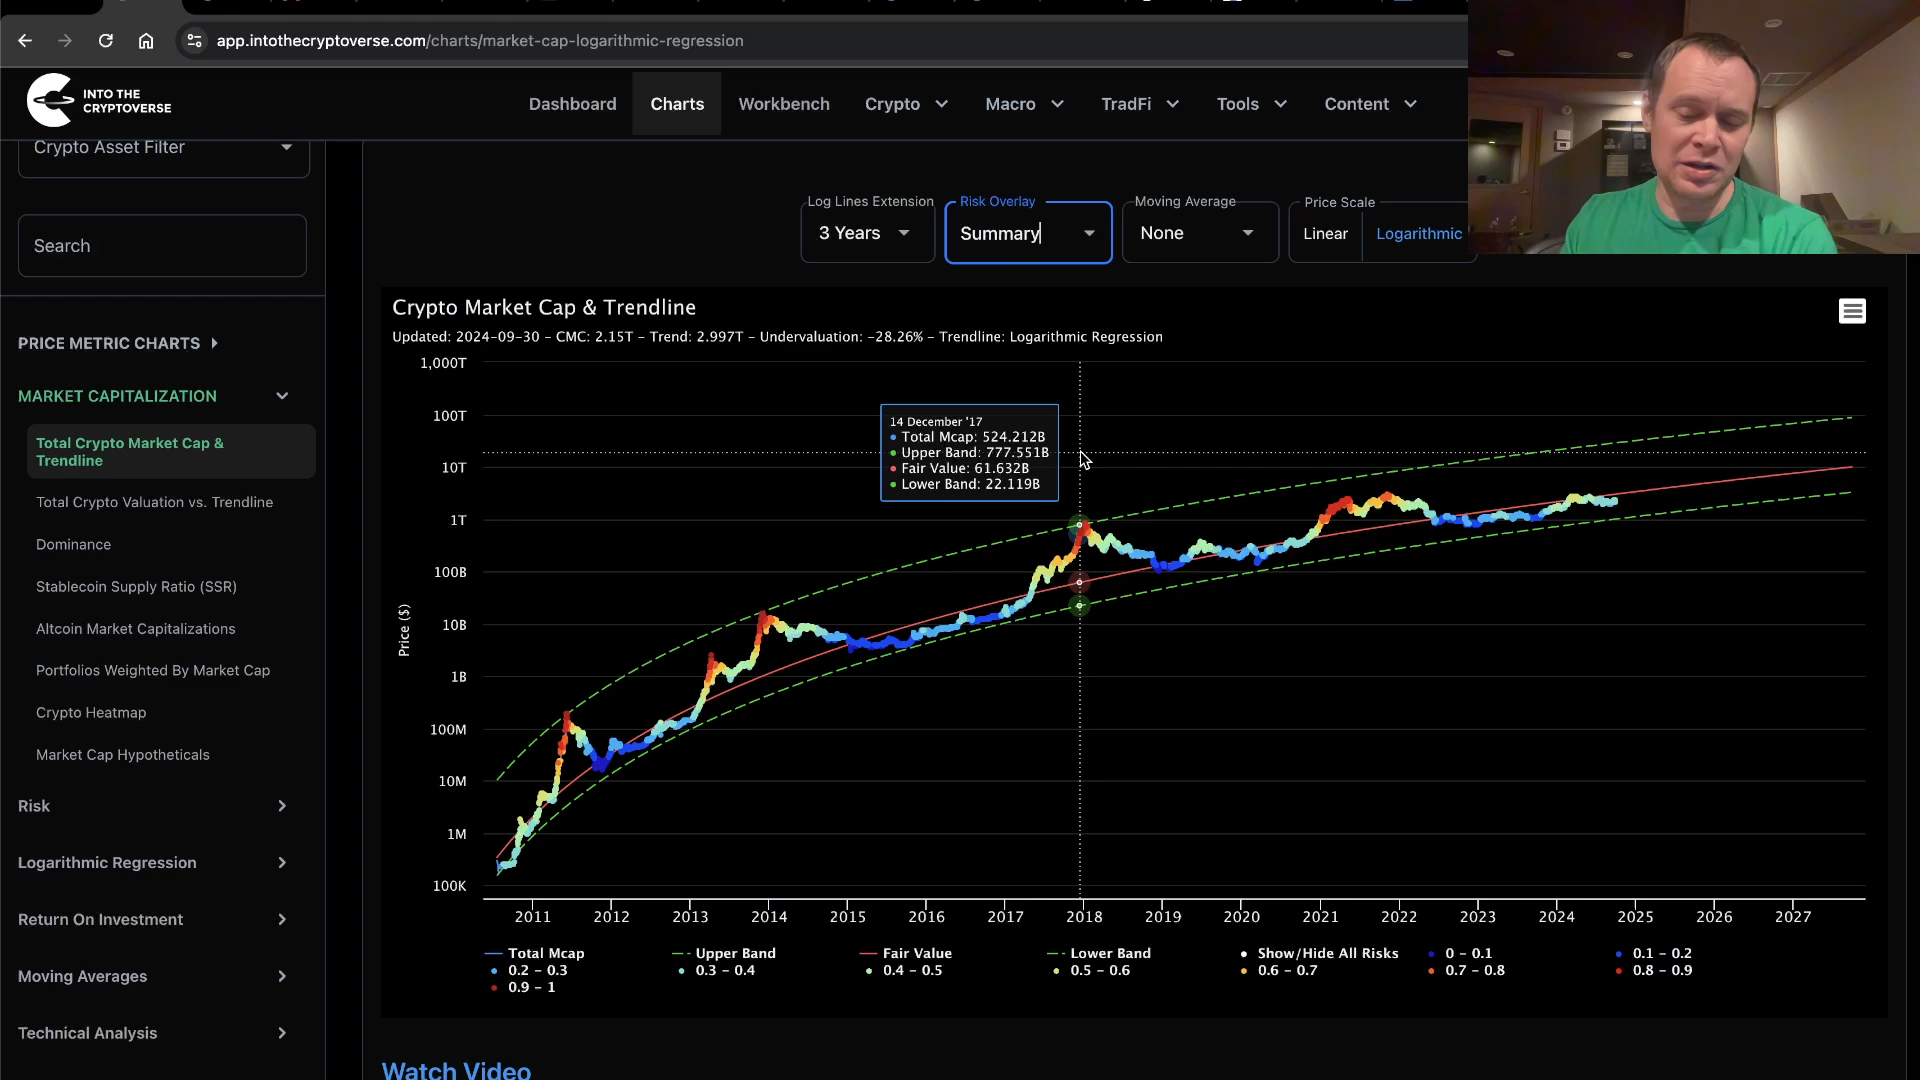 app.intothecryptoverse.com/charts/market-cap-logarithmic-regression
INTO THE
CRYPTOVERSE
Dashboard
Charts
Workbench
Crypto
Macro
TradFi
Tools
Content
Crypto Asset Filter
Search
PRICE METRIC CHARTS
MARKET CAPITALIZATION
Total Crypto Market Cap &
Trendline
Total Crypto Valuation vs. Trendline
Dominance
Stablecoin Supply Ratio (SSR)
Altcoin Market Capitalizations
Portfolios Weighted By Market Cap
Crypto Heatmap
Market Cap Hypotheticals
Risk
Logarithmic Regression
Return On Investment
Moving Averages
Technical Analysis
Log Lines Extension
3 Years
Risk Overlay
Summary
Moving Average
None
Price Scale
Linear
Logarithmic
Crypto Market Cap & Trendline
Updated: 2024-09-30 - CMC: 2.15T - Trend: 2.997T - Undervaluation: -28.26% - Trendline: Logarithmic Regression
1,000T
100T
10T
1T
100B
10B
1B
100M
10M
1M
100K
Price ($)
14 December '17
Total Mcap: 524.212B
Upper Band: 777.551B
Fair Value: 61.632B
Lower Band: 22.119B
2011 2012 2013 2014 2015 2016 2017 2018 2019 2020 2021 2022 2023 2024 2025 2026 2027
Total Mcap Upper Band Fair Value Lower Band Show/Hide All Risks 0 - 0.1 0.1 - 0.2
0.2 - 0.3 0.3 - 0.4 0.4 - 0.5 0.5 - 0.6 0.6 - 0.7 0.7 - 0.8 0.8 - 0.9
0.9 - 1
Watch Video